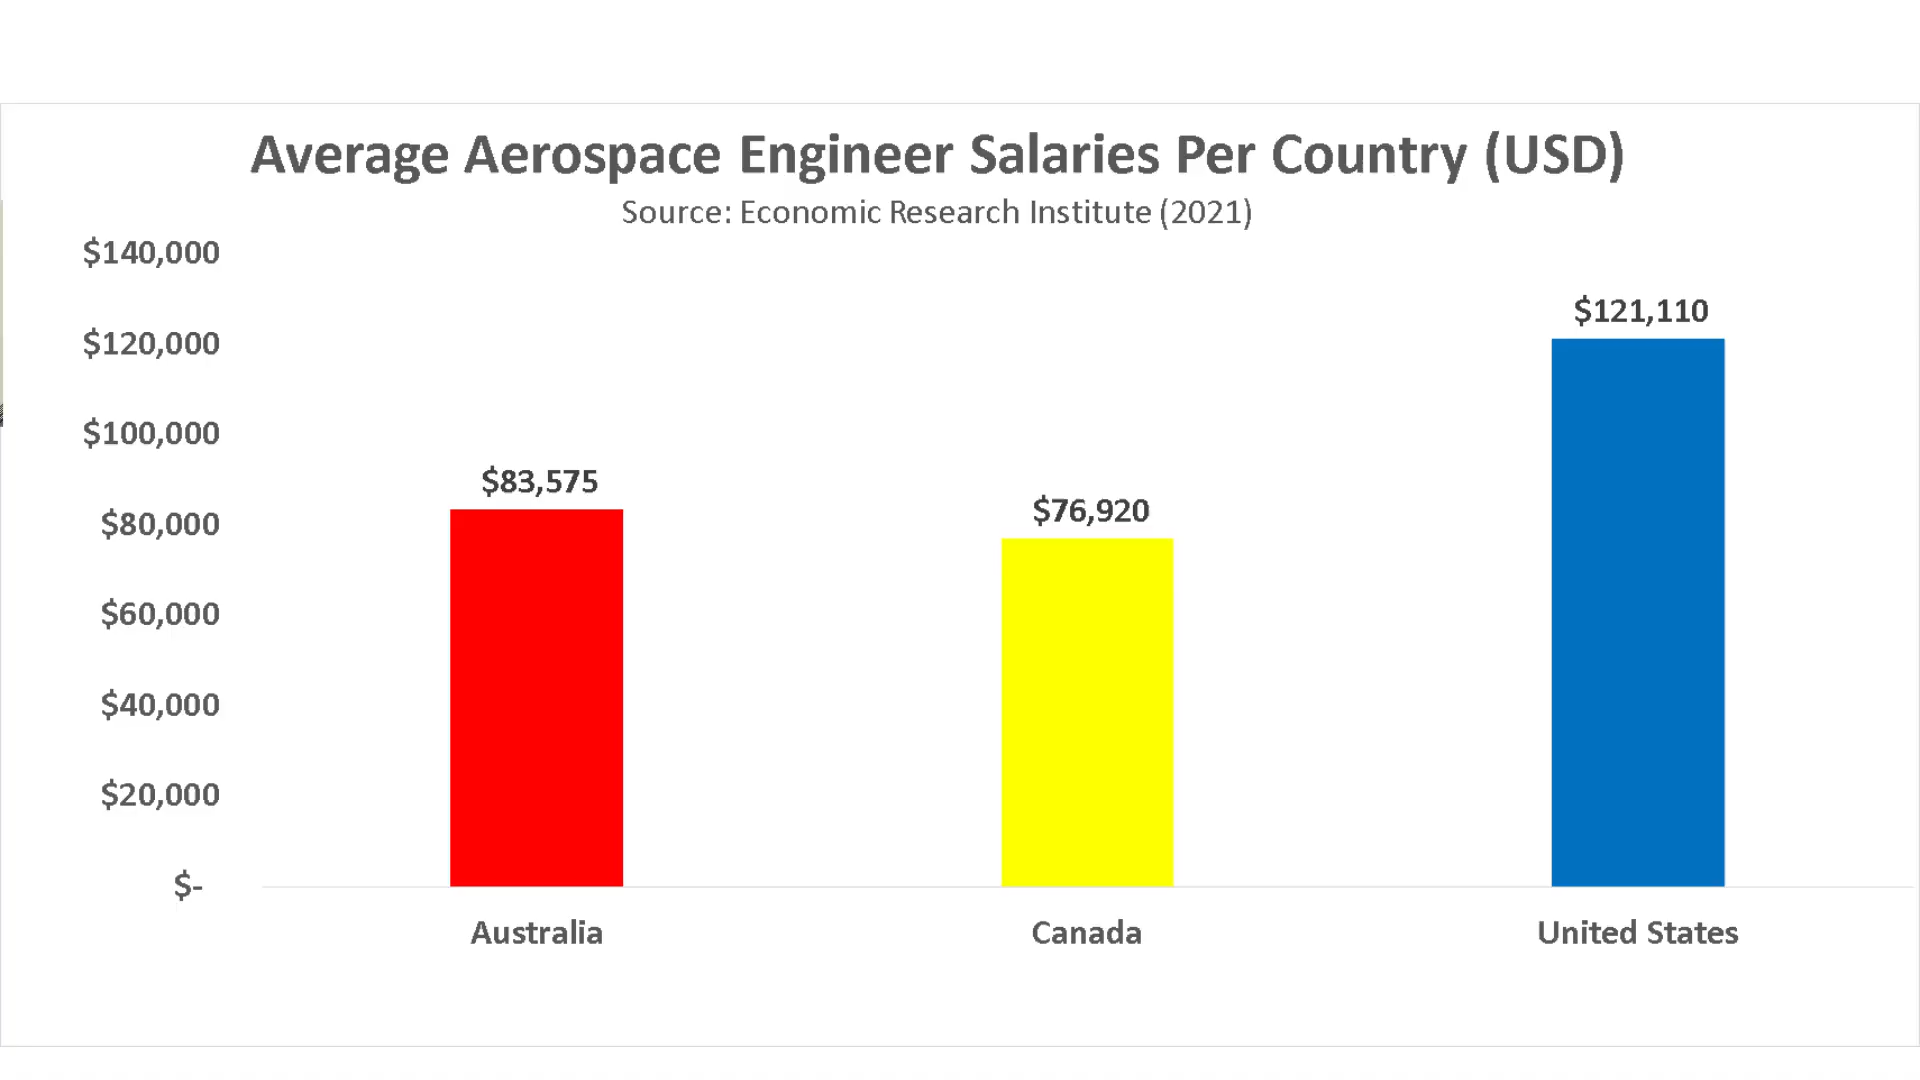 Average Aerospace Engineer Salaries Per Country (USD)
Source: Economic Research Institute (2021)
$140,000
$120,000
$100,000
$80,000
$60,000
$40,000
$20,000
$-
$83,575
$76,920
$121,110
Australia
Canada
United States